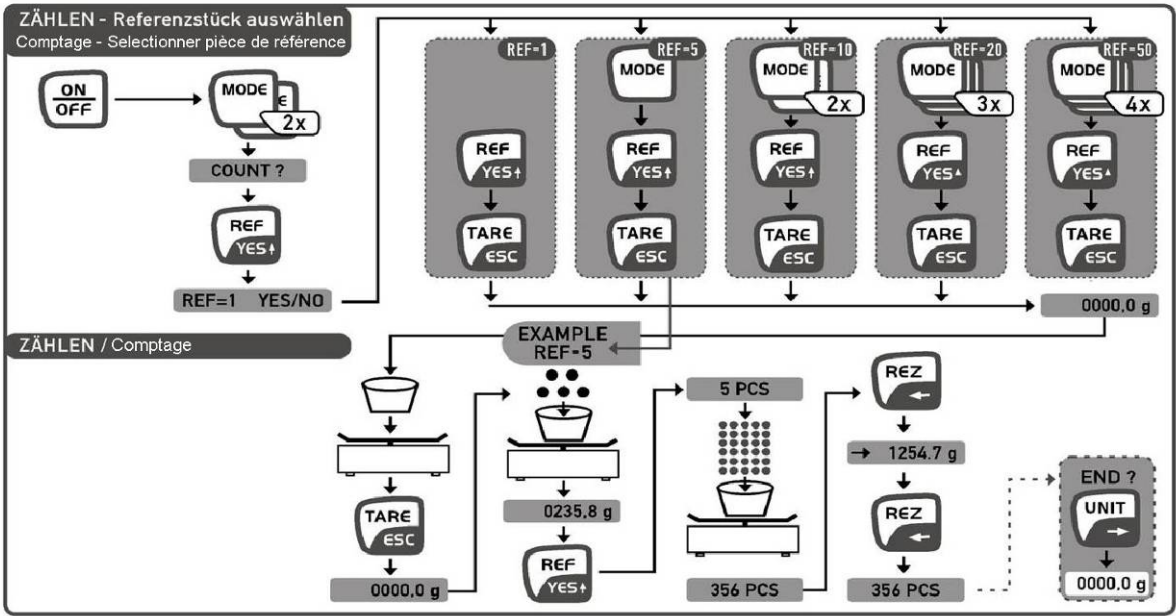 ZÄHLEN - Referenzstück auswählen
Comptage - Selectionner pièce de référence
ON
OFF
MODE
E
2x
COUNT ?
REF
YES↑
REF=1 YES/NO
REF=1
REF
YES↑
TARE
ESC
REF=5
MODE
REF
YES↑
TARE
ESC
REF=10
MODE
2x
REF
YES↑
TARE
ESC
REF=20
MODE
3x
REF
YES▲
TARE
ESC
REF=50
MODE
4x
REF
YES▲
TARE
ESC
0000,0 g
ZÄHLEN / Comptage
TARE
ESC
0000,0 g
EXAMPLE
REF=5
0235,8 g
REF
YES↑
5 PCS
356 PCS
REZ
←
→ 1254.7 g
REZ
←
356 PCS
END ?
UNIT
→
0000,0 g